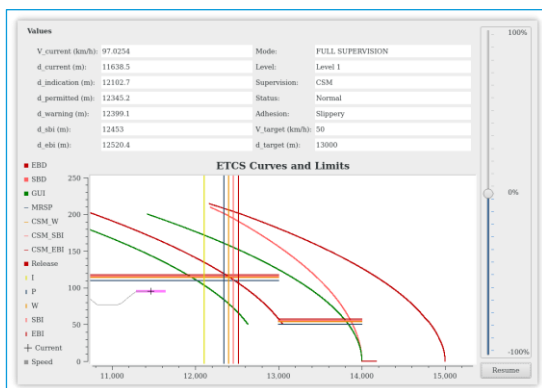 Values
100%
V_current (km/h): 97.0254 Mode: FULL SUPERVISION
d_current (m): 11638.5 Level: Level 1
d_indication (m): 12102.7 Supervision: CSM
d_permitted (m): 12345.2 Status: Normal
d_warning (m): 12399.1 Adhesion: Slippery
d_sbi (m): 12453 V_target (km/h): 50
d_ebi (m): 12520.4 d_target (m): 13000
ETCS Curves and Limits
EBD
SBD
GUI
MRSP
CSM_W
CSM_SBI
CSM_EBI
Release
I
P
W
SBI
EBI
Current
Speed
250
200
150
100
50
0
11,000 12,000 13,000 14,000 15,000
0%
-100%
Resume